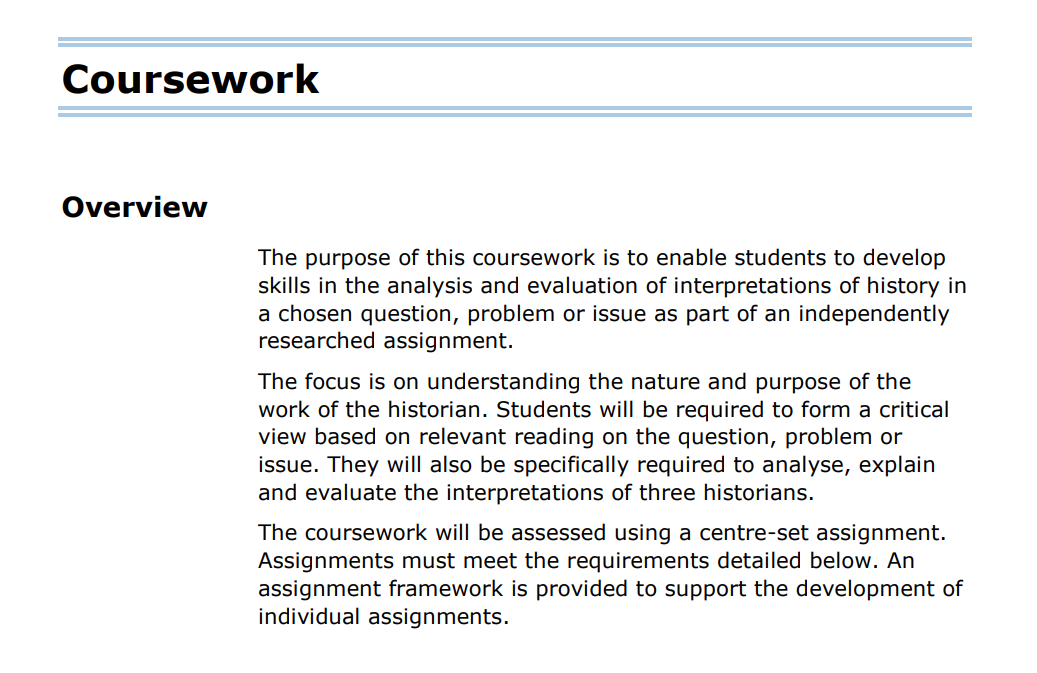 Coursework
Overview
The purpose of this coursework is to enable students to develop
skills in the analysis and evaluation of interpretations of history in
a chosen question, problem or issue as part of an independently
researched assignment.
The focus is on understanding the nature and purpose of the
work of the historian. Students will be required to form a critical
view based on relevant reading on the question, problem or
issue. They will also be specifically required to analyse, explain
and evaluate the interpretations of three historians.
The coursework will be assessed using a centre-set assignment.
Assignments must meet the requirements detailed below. An
assignment framework is provided to support the development of
individual assignments.